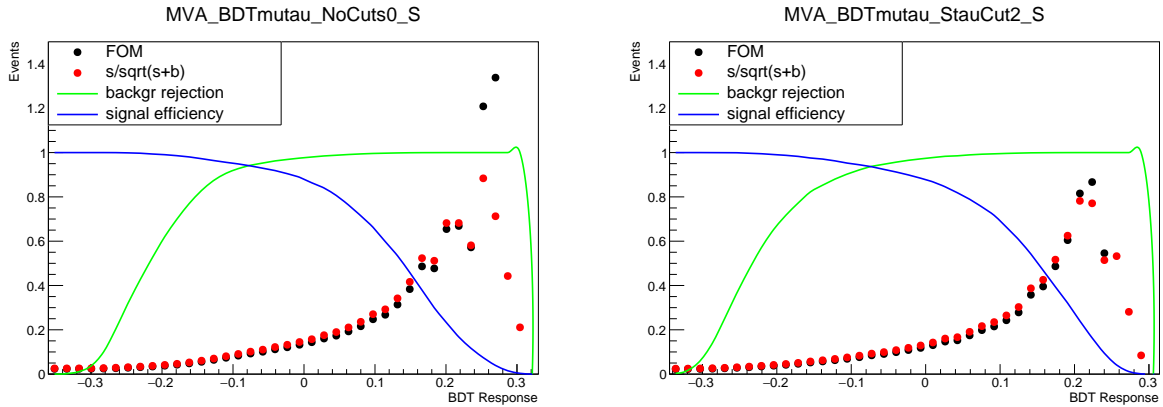 MVA_BDTmutau_NoCuts0_S
Events
FOM
s/sqrt(s+b)
backgr rejection
signal efficiency
1.4
1.2
1
0.8
0.6
0.4
0.2
0
−0.3 −0.2 −0.1 0 0.1 0.2 0.3
BDT Response
MVA_BDTmutau_StauCut2_S
Events
FOM
s/sqrt(s+b)
backgr rejection
signal efficiency
1.4
1.2
1
0.8
0.6
0.4
0.2
0
−0.3 −0.2 −0.1 0 0.1 0.2 0.3
BDT Response